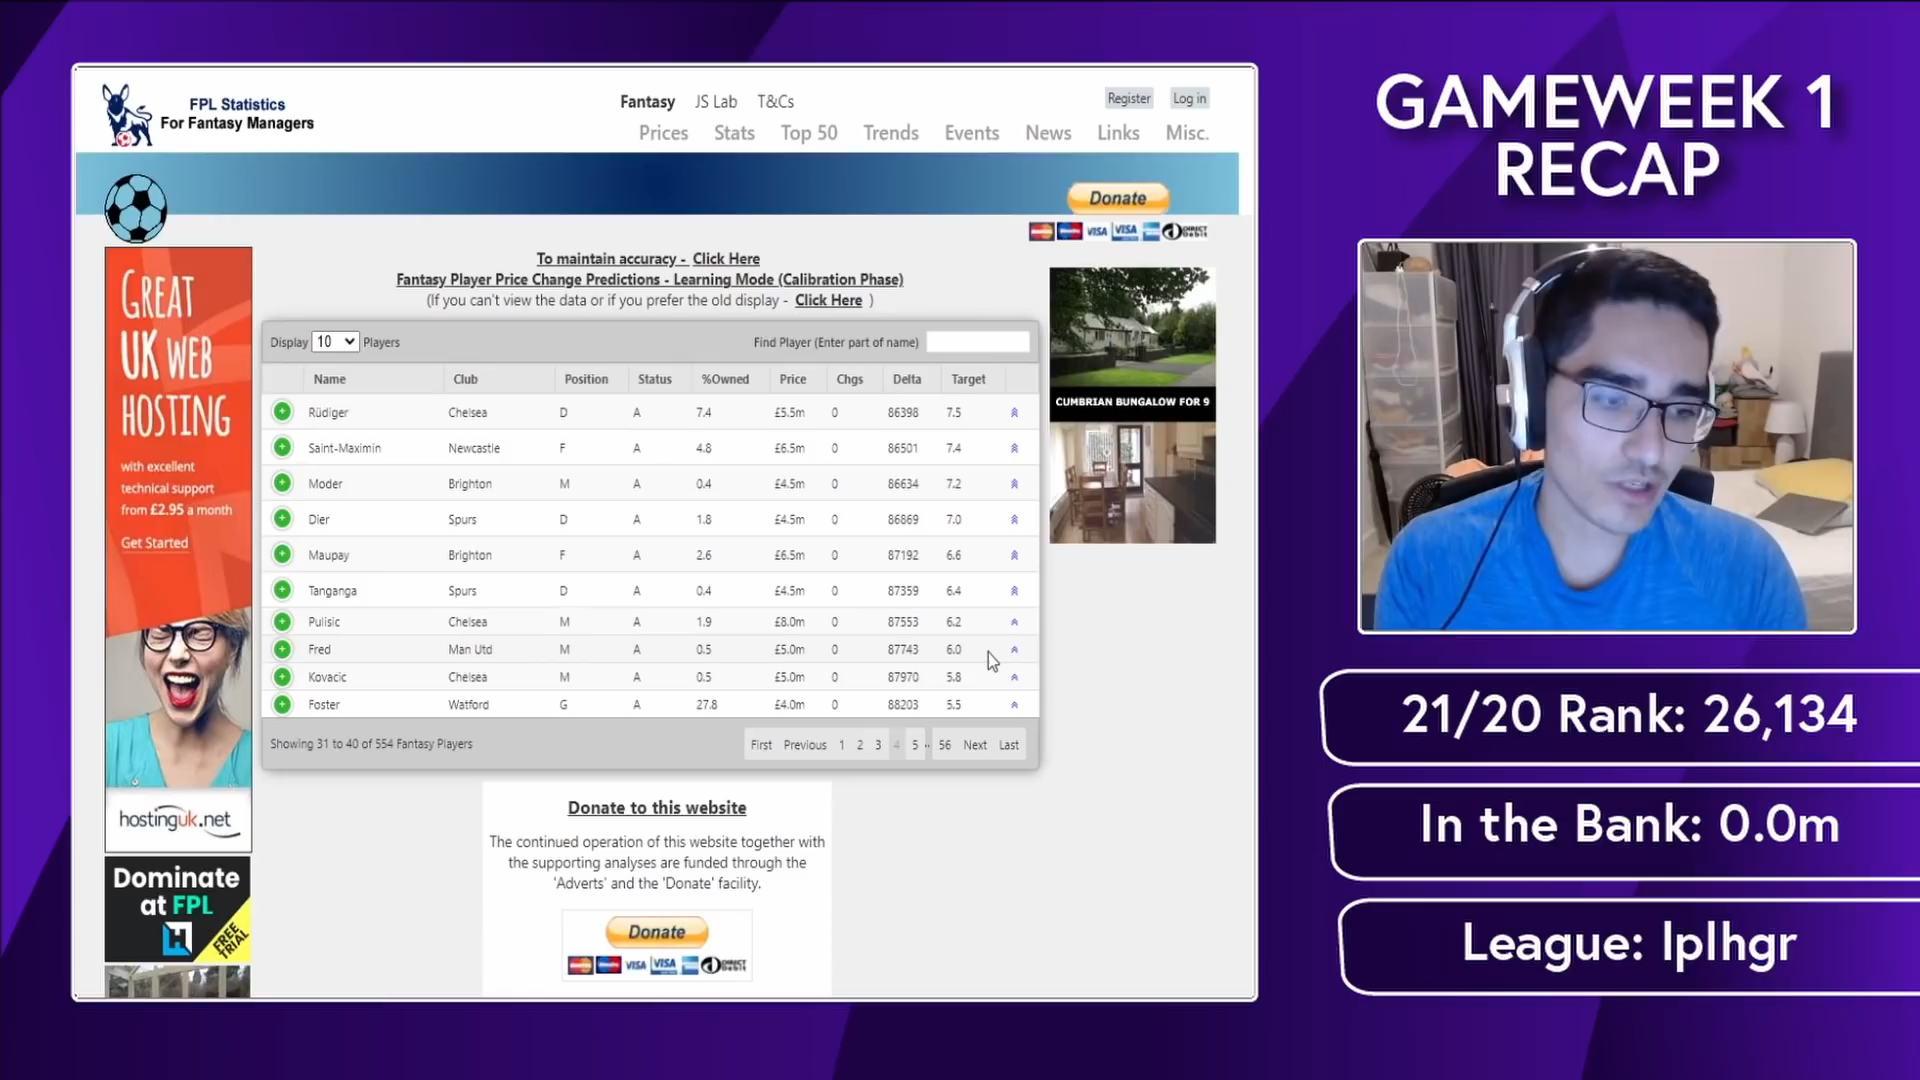 FPL Statistics
For Fantasy Managers
Fantasy JS Lab T&Cs
Register Log in
Prices Stats Top 50 Trends Events News Links Misc.
Donate
VISA VISA DIRECT Debit
To maintain accuracy - Click Here
Fantasy Player Price Change Predictions - Learning Mode (Calibration Phase)
(If you can't view the data or if you prefer the old display - Click Here )
GREAT
UK WEB
HOSTING
with excellent
technical support
from £2.95 a month
Get Started
hostinguk.net
Dominate
at FPL
FREE
TRIAL
Display 10 Players
Find Player (Enter part of name)
Name Club Position Status %Owned Price Chgs Delta Target
Rüdiger Chelsea D A 7.4 £5.5m 0 86398 7.5
Saint-Maximin Newcastle F A 4.8 £6.5m 0 86501 7.4
Moder Brighton M A 0.4 £4.5m 0 86634 7.2
Dier Spurs D A 1.8 £4.5m 0 86869 7.0
Maupay Brighton F A 2.6 £6.5m 0 87192 6.6
Tanganga Spurs D A 0.4 £4.5m 0 87359 6.4
Pulisic Chelsea M A 1.9 £8.0m 0 87553 6.2
Fred Man Utd M A 0.5 £5.0m 0 87743 6.0
Kovacic Chelsea M A 0.5 £5.0m 0 87970 5.8
Foster Watford G A 27.8 £4.0m 0 88203 5.5
Showing 31 to 40 of 554 Fantasy Players
First Previous 1 2 3 4 5 .. 56 Next Last
CUMBRIAN BUNGALOW FOR 9
Donate to this website
The continued operation of this website together with
the supporting analyses are funded through the
'Adverts' and the 'Donate' facility.
Donate
VISA VISA DIRECT Debit
GAMEWEEK 1
RECAP
21/20 Rank: 26,134
In the Bank: 0.0m
League: lplhgr